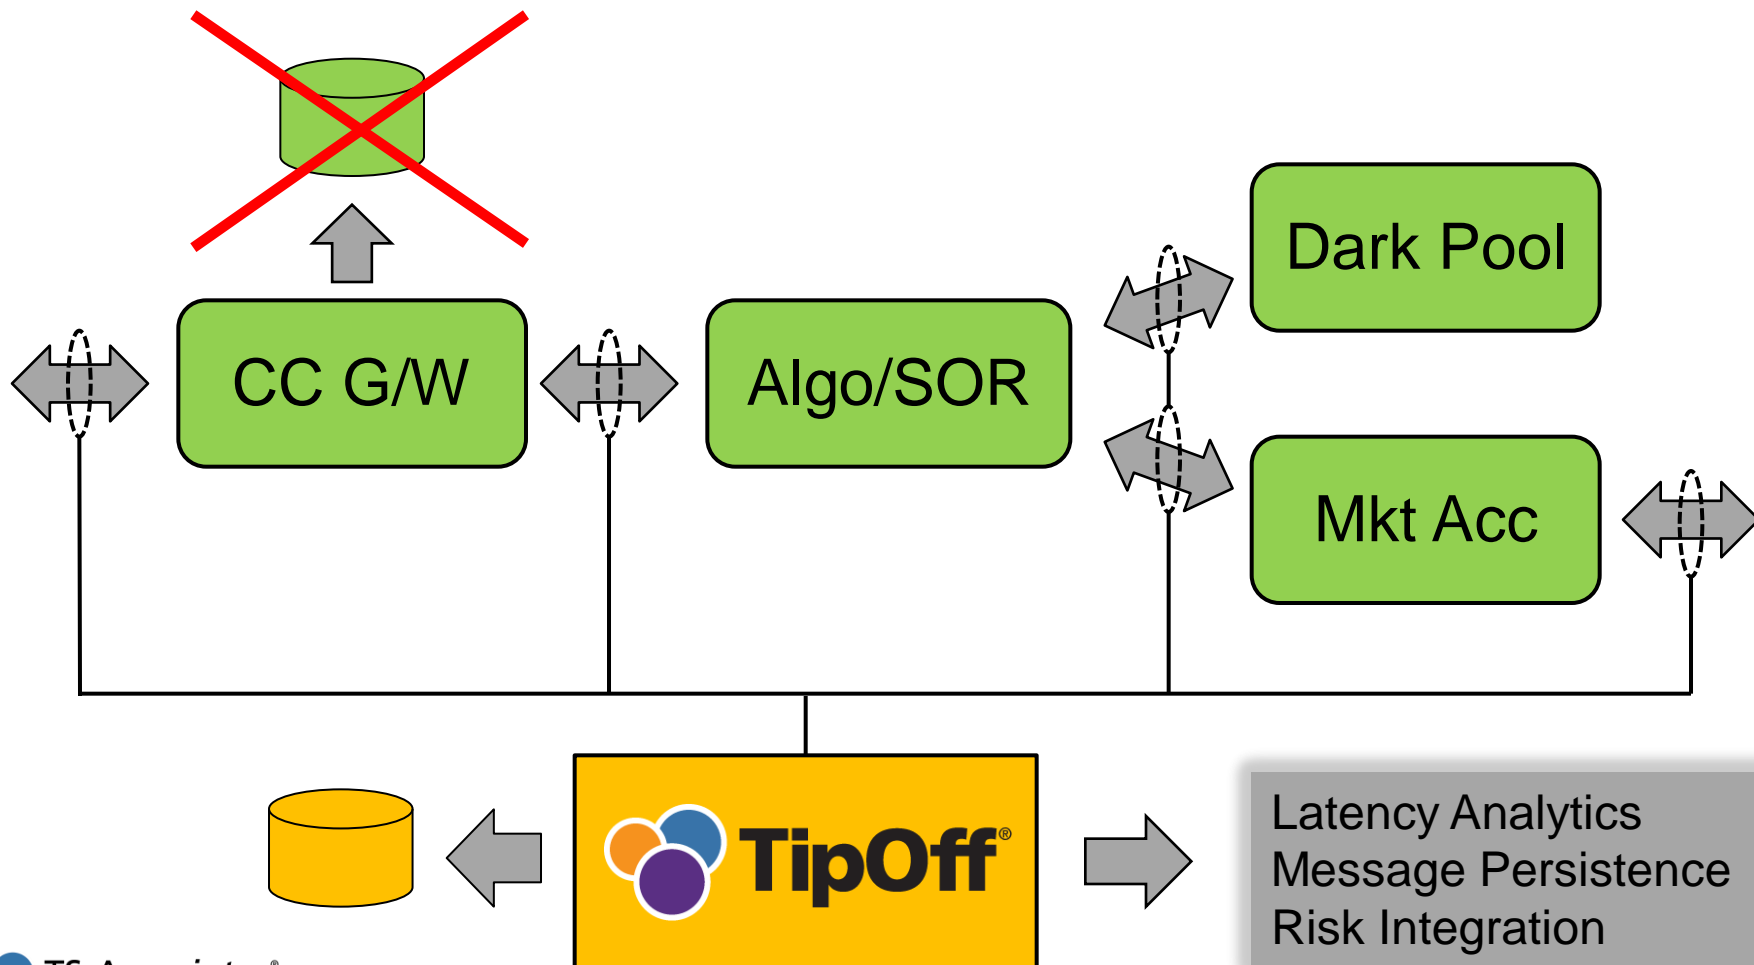 Dark Pool
CC G/W
Algo/SOR
Mkt Acc
TipOff®
Latency Analytics
Message Persistence
Risk Integration